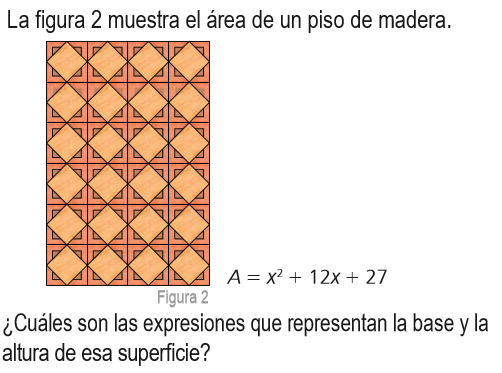 La figura 2 muestra el área de un piso de madera.
Figura 2
A = x² + 12x + 27
¿Cuáles son las expresiones que representan la base y la
altura de esa superficie?